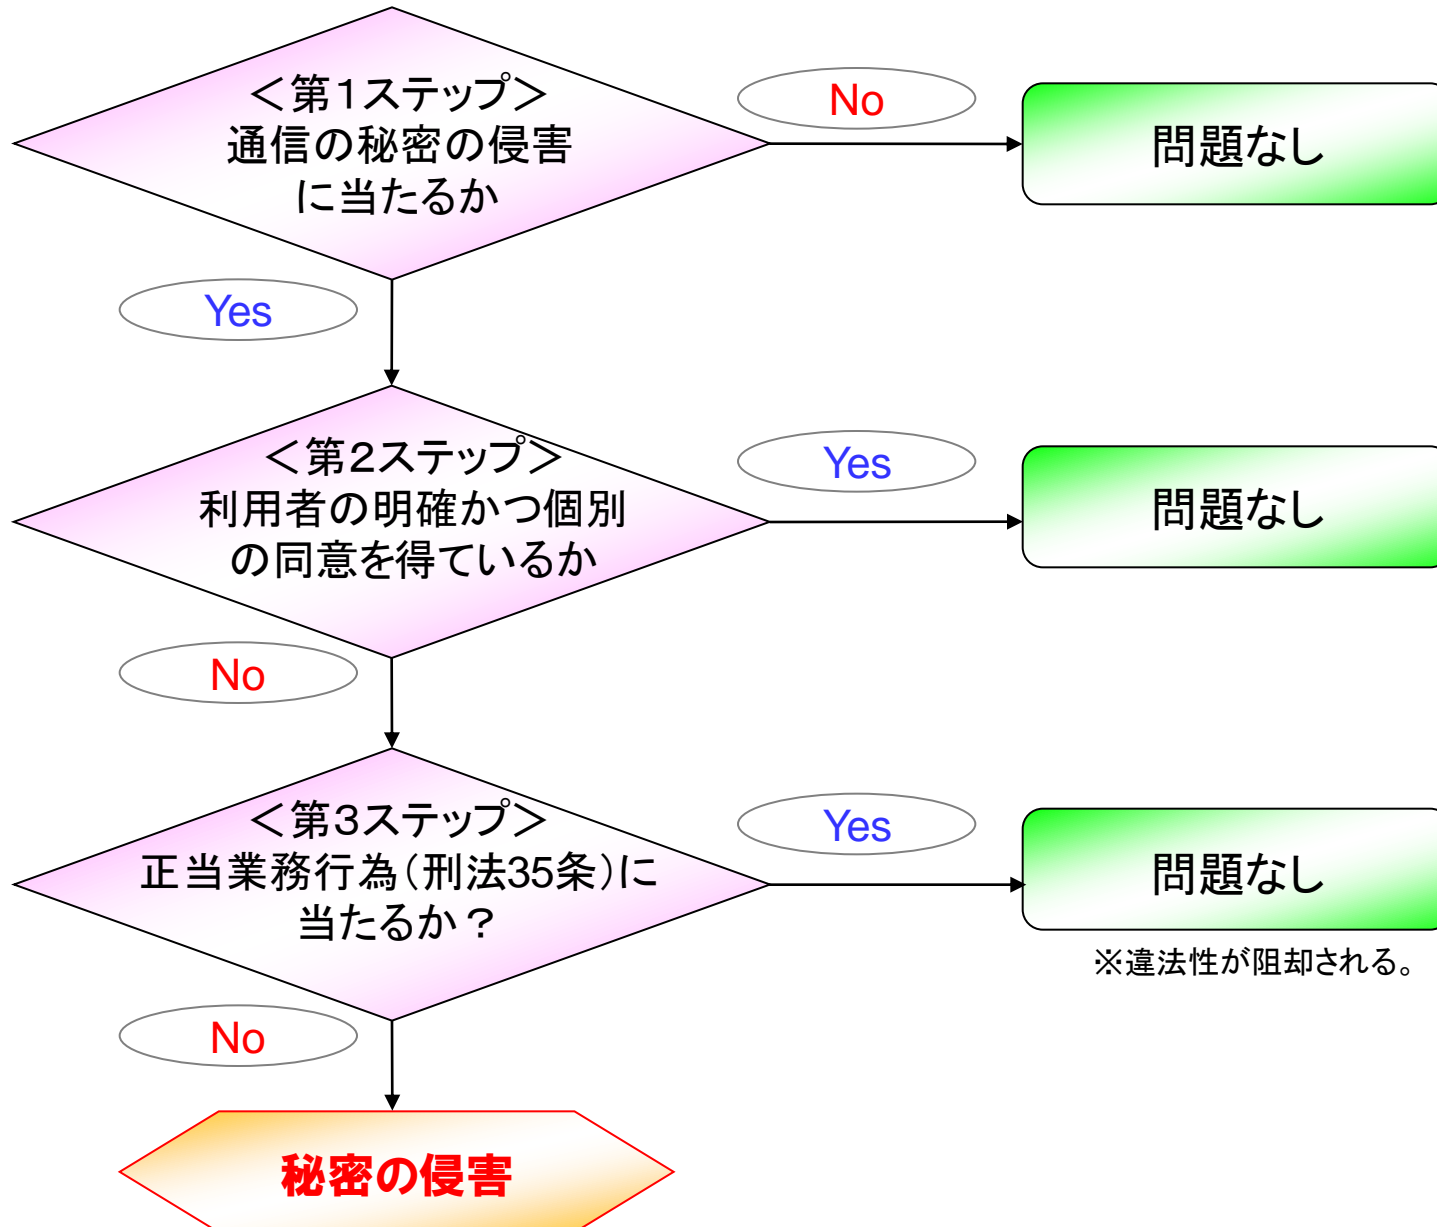 ＜第１ステップ＞
通信の秘密の侵害
に当たるか
No
問題なし
Yes
＜第２ステップ＞
利用者の明確かつ個別
の同意を得ているか
Yes
問題なし
No
＜第３ステップ＞
正当業務行為（刑法35条）に
当たるか？
Yes
問題なし
※違法性が阻却される。
No
秘密の侵害